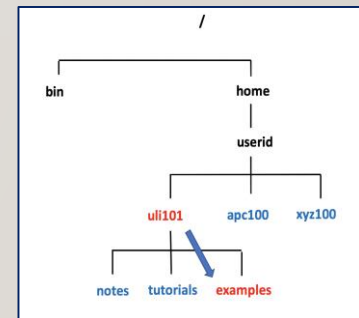 /
bin home
userid
uli101 apc100 xyz100
notes tutorials examples